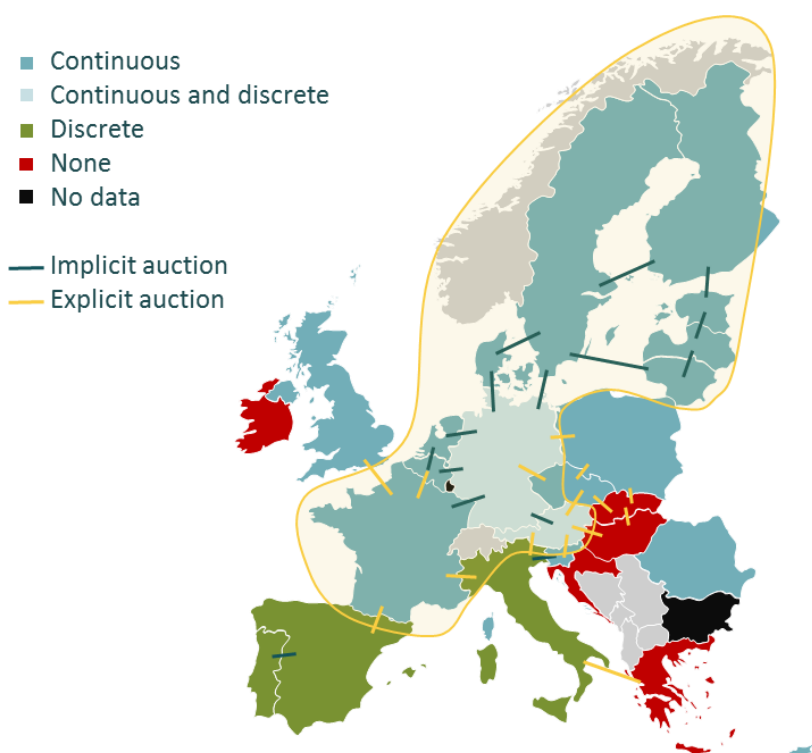 Continuous
Continuous and discrete
Discrete
None
No data
Implicit auction
Explicit auction